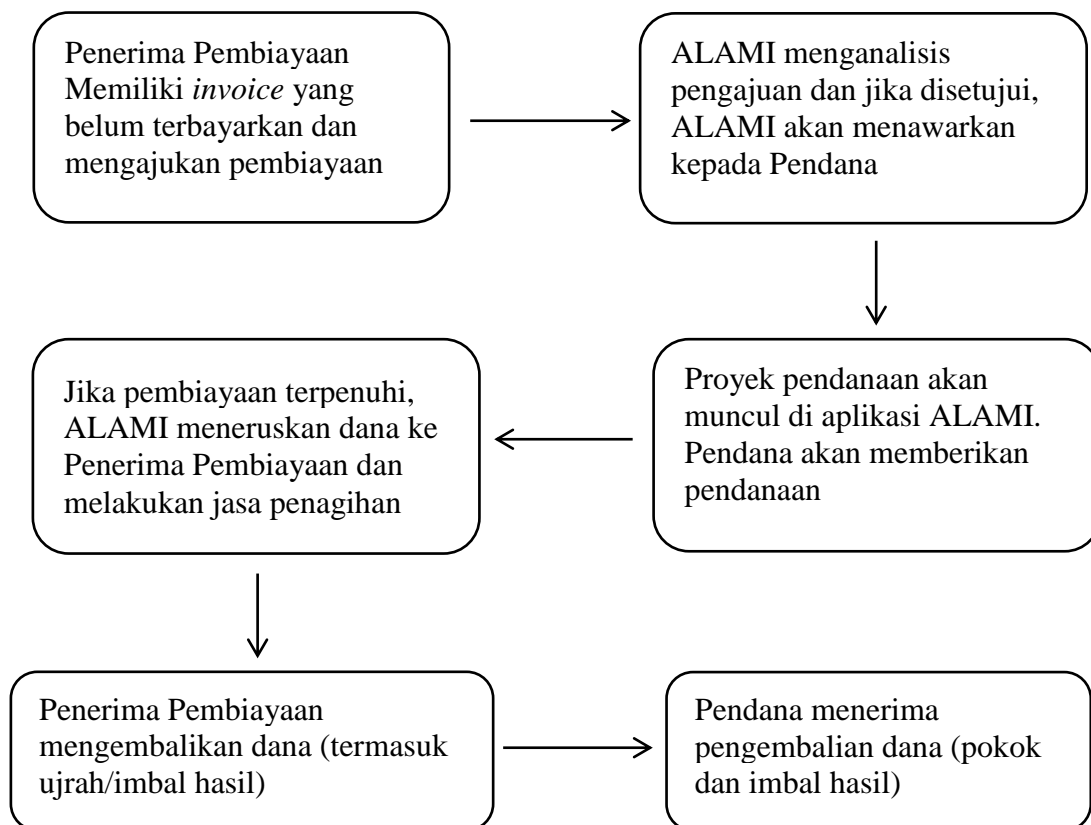 Penerima Pembiayaan
Memiliki invoice yang
belum terbayarkan dan
mengajukan pembiayaan
ALAMI menganalisis
pengajuan dan jika disetujui,
ALAMI akan menawarkan
kepada Pendana
Proyek pendanaan akan
muncul di aplikasi ALAMI.
Pendana akan memberikan
pendanaan
Jika pembiayaan terpenuhi,
ALAMI meneruskan dana ke
Penerima Pembiayaan dan
melakukan jasa penagihan
Penerima Pembiayaan
mengembalikan dana (termasuk
ujrah/imbal hasil)
Pendana menerima
pengembalian dana (pokok
dan imbal hasil)